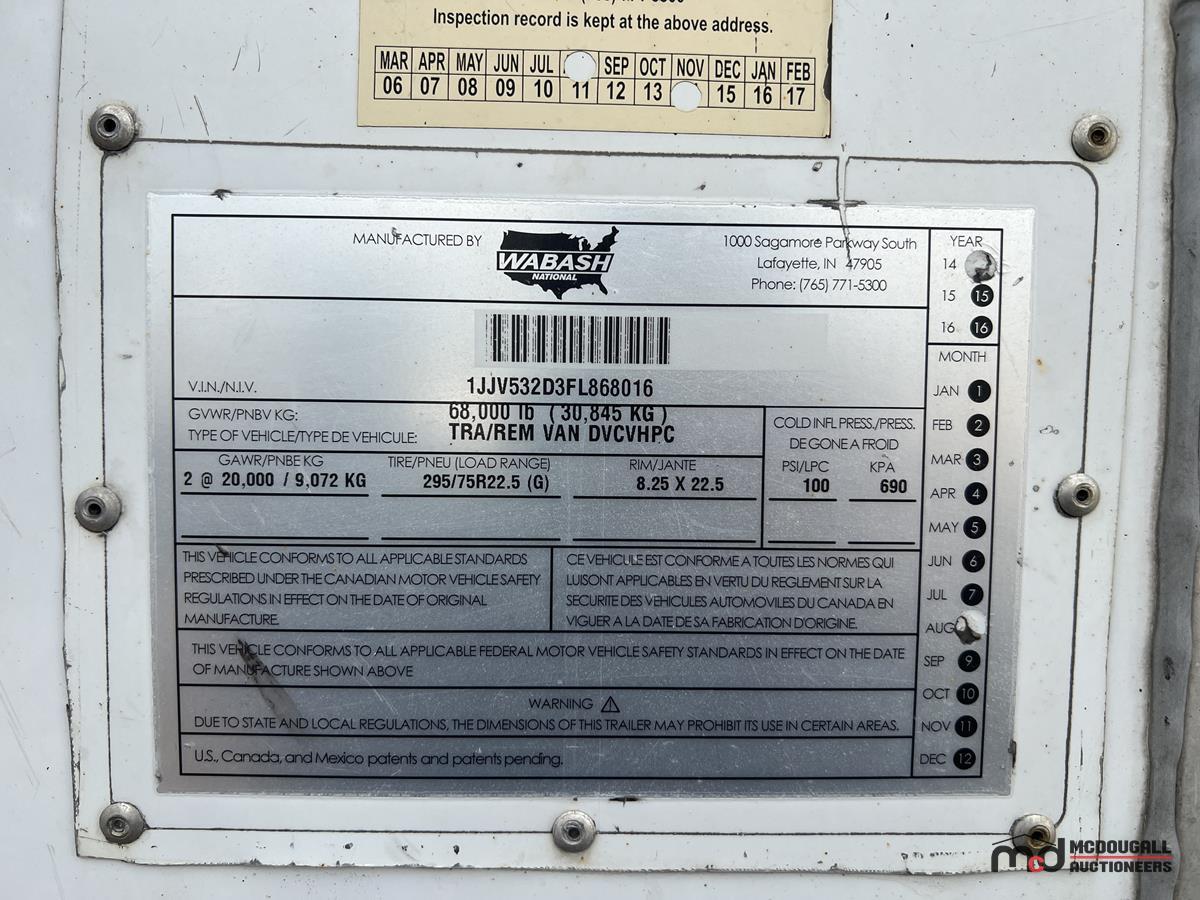 Inspection record is kept at the above address.
MAR APR MAY JUN JUL SEP OCT NOV DEC JAN FEB
06 07 08 09 10 11 12 13 15 16 17
MANUFACTURED BY
WABASH
NATIONAL
1000 Sagamore Parkway South
Lafayette, IN 47905
Phone: (765) 771-5300
V.I.N./N.I.V. 1JJV532D3FL868016
GVWR/PNBV KG: 68,000 lb ( 30,845 KG )
TYPE OF VEHICLE/TYPE DE VEHICULE: TRA/REM VAN DVCVHPC
COLD INFL PRESS./PRESS.
DE GONE A FROID
GAWR/PNBE KG TIRE/PNEU (LOAD RANGE) RIM/JANTE PSI/LPC KPA
2 @ 20,000 / 9,072 KG 295/75R22.5 (G) 8.25 X 22.5 100 690
THIS VEHICLE CONFORMS TO ALL APPLICABLE STANDARDS
PRESCRIBED UNDER THE CANADIAN MOTOR VEHICLE SAFETY
REGULATIONS IN EFFECT ON THE DATE OF ORIGINAL
MANUFACTURE.
CE VEHICULE EST CONFORME A TOUTES LES NORMES QUI
LUISONT APPLICABLES EN VERTU DU REGLEMENT SUR LA
SECURITE DES VEHICULES AUTOMOVILES DU CANADA EN
VIGUER A LA DATE DE SA FABRICATION D'ORIGINE.
THIS VEHICLE CONFORMS TO ALL APPLICABLE FEDERAL MOTOR VEHICLE SAFETY STANDARDS IN EFFECT ON THE DATE
OF MANUFACTURE SHOWN ABOVE
WARNING
DUE TO STATE AND LOCAL REGULATIONS, THE DIMENSIONS OF THIS TRAILER MAY PROHIBIT ITS USE IN CERTAIN AREAS.
U.S., Canada, and Mexico patents and patents pending.
YEAR
14
15 15
16 16
MONTH
JAN 1
FEB 2
MAR 3
APR 4
MAY 5
JUN 6
JUL 7
AUG
SEP 9
OCT 10
NOV 11
DEC 12
mcd MCDOUGALL
AUCTIONEERS